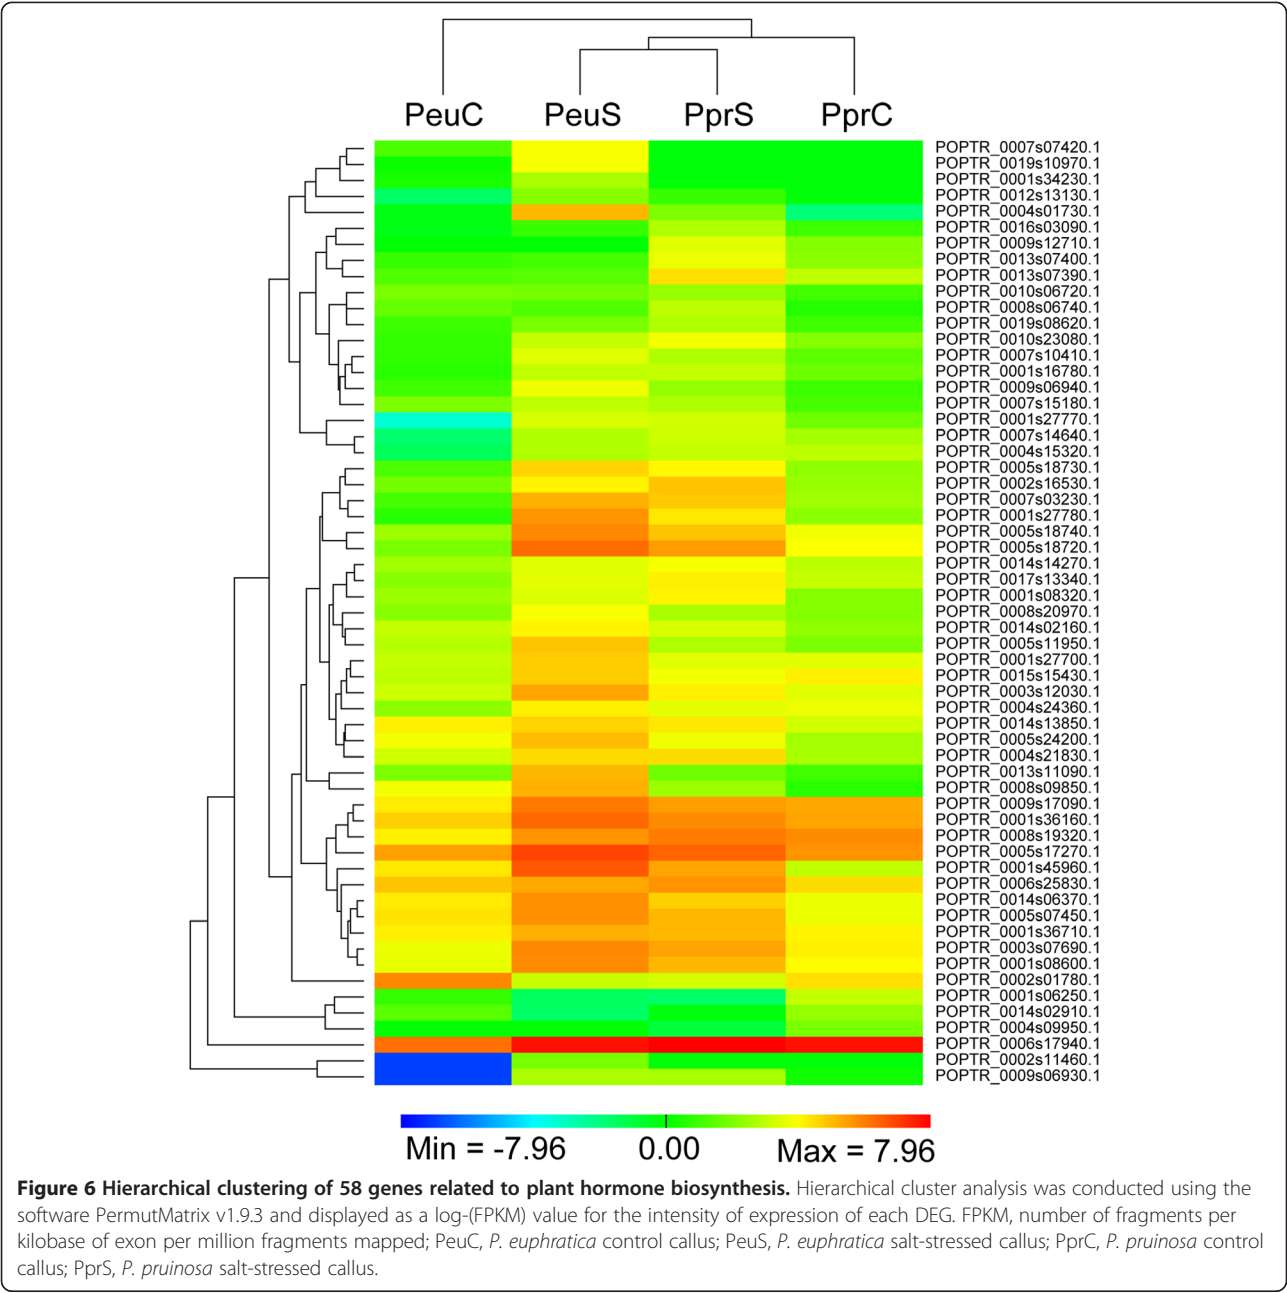 PeuC PeuS PprS PprC
POPTR_0007s07420.1
POPTR_0019s10970.1
POPTR_0001s34230.1
POPTR_0012s13130.1
POPTR_0004s01730.1
POPTR_0016s03090.1
POPTR_0009s12710.1
POPTR_0013s07400.1
POPTR_0013s07390.1
POPTR_0010s06720.1
POPTR_0008s06740.1
POPTR_0019s08620.1
POPTR_0010s23080.1
POPTR_0007s10410.1
POPTR_0001s16780.1
POPTR_0009s06940.1
POPTR_0007s15180.1
POPTR_0001s27770.1
POPTR_0007s14640.1
POPTR_0004s15320.1
POPTR_0005s18730.1
POPTR_0002s16530.1
POPTR_0007s03230.1
POPTR_0001s27780.1
POPTR_0005s18740.1
POPTR_0005s18720.1
POPTR_0014s14270.1
POPTR_0017s13340.1
POPTR_0001s08320.1
POPTR_0008s20970.1
POPTR_0014s02160.1
POPTR_0005s11950.1
POPTR_0001s27700.1
POPTR_0015s15430.1
POPTR_0003s12030.1
POPTR_0004s24360.1
POPTR_0014s13850.1
POPTR_0005s24200.1
POPTR_0004s21830.1
POPTR_0013s11090.1
POPTR_0008s09850.1
POPTR_0009s17090.1
POPTR_0001s36160.1
POPTR_0008s19320.1
POPTR_0005s17270.1
POPTR_0001s45960.1
POPTR_0006s25830.1
POPTR_0014s06370.1
POPTR_0005s07450.1
POPTR_0001s36710.1
POPTR_0003s07690.1
POPTR_0001s08600.1
POPTR_0002s01780.1
POPTR_0001s06250.1
POPTR_0014s02910.1
POPTR_0004s09950.1
POPTR_0006s17940.1
POPTR_0002s11460.1
POPTR_0009s06930.1
Min = -7.96 0.00 Max = 7.96
Figure 6 Hierarchical clustering of 58 genes related to plant hormone biosynthesis. Hierarchical cluster analysis was conducted using the
software PermutMatrix v1.9.3 and displayed as a log-(FPKM) value for the intensity of expression of each DEG. FPKM, number of fragments per
kilobase of exon per million fragments mapped; PeuC, P. euphratica control callus; PeuS, P. euphratica salt-stressed callus; PprC, P. pruinosa control
callus; PprS, P. pruinosa salt-stressed callus.